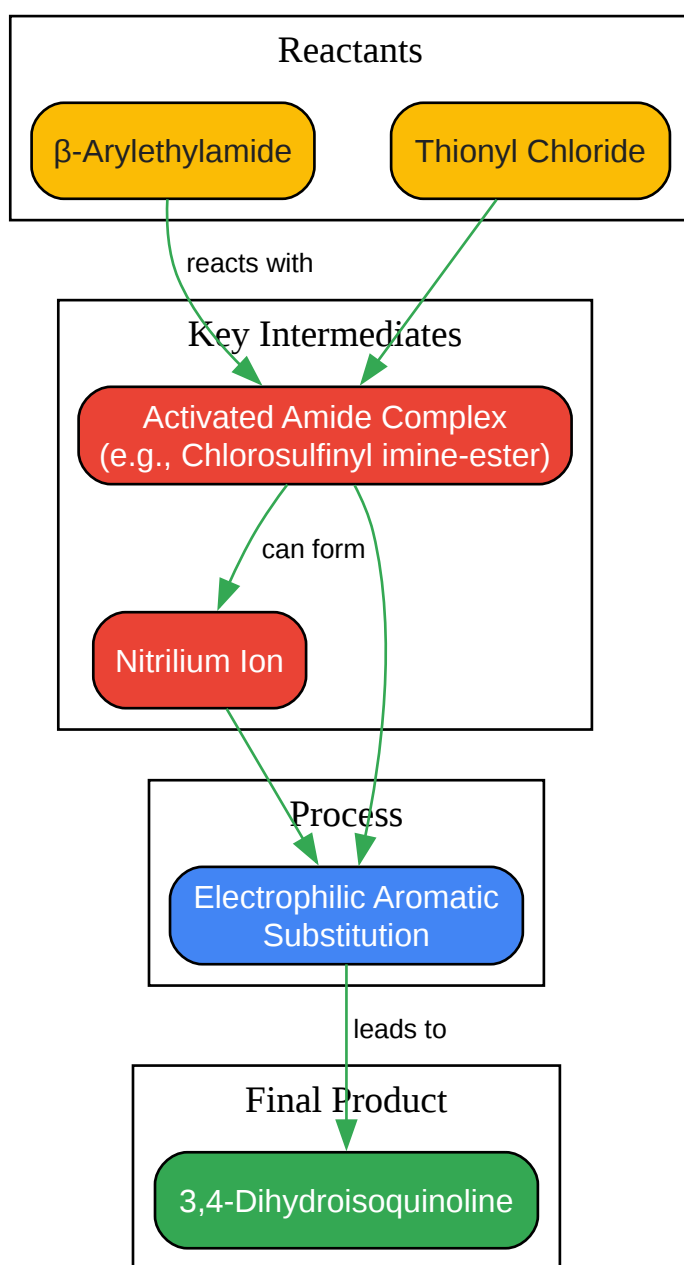 Reactants
β-Arylethylamide
Thionyl Chloride
reacts with
Key Intermediates
Activated Amide Complex
(e.g., Chlorosulfinyl imine-ester)
can form
Nitrilium Ion
Process
Electrophilic Aromatic
Substitution
leads to
Final Product
3,4-Dihydroisoquinoline